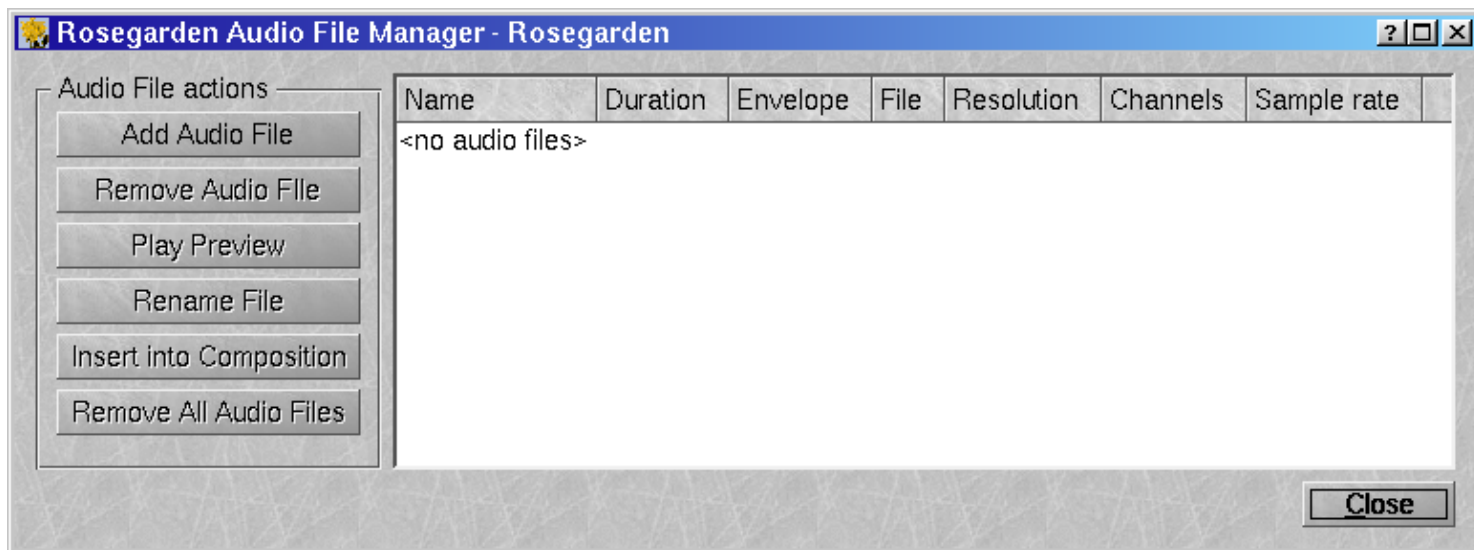 Rosegarden Audio File Manager - Rosegarden
Audio File actions
Add Audio File
Remove Audio FIle
Play Preview
Rename File
Insert into Composition
Remove All Audio Files
Name Duration Envelope File Resolution Channels Sample rate
<no audio files>
Close